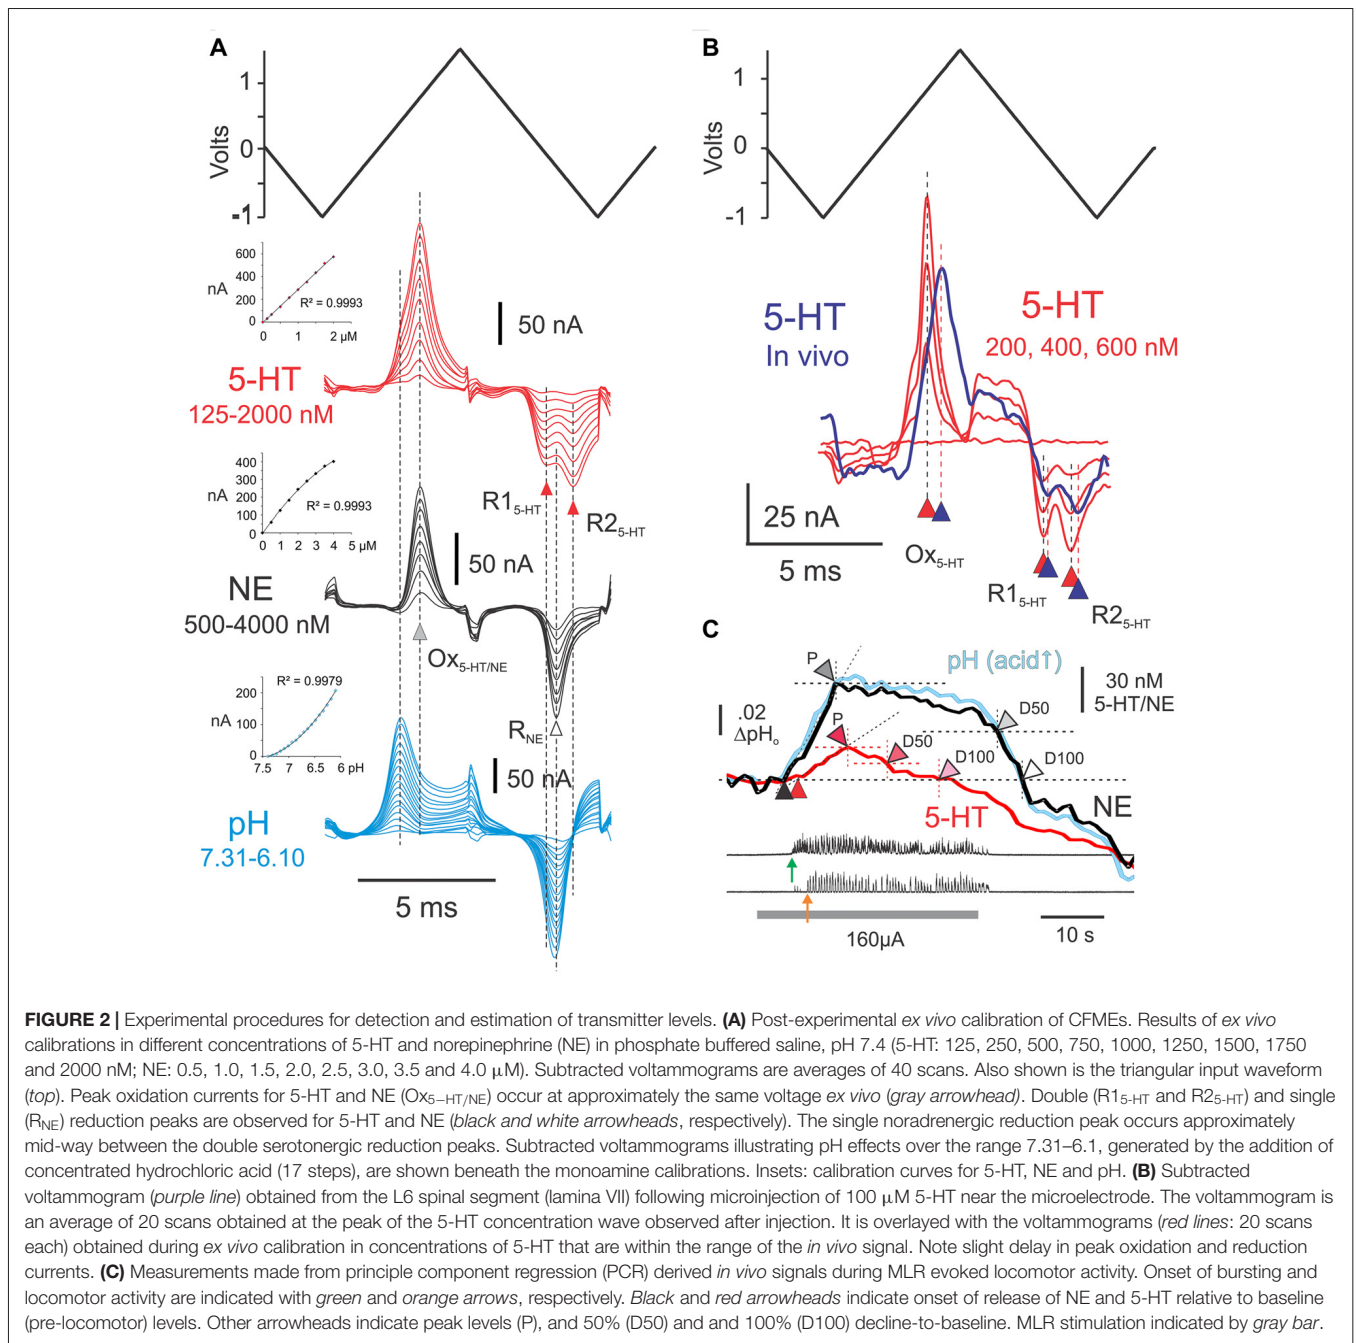 A
1
0
-1
Volts
600
400
200
0
nA
R² = 0.9993
0
1
2 µM
50 nA
5-HT
125-2000 nM
R1₅₋HT
R2₅₋HT
400
300
200
100
0
nA
R² = 0.9993
0 1 2 3 4 5 µM
50 nA
NE
500-4000 nM
Ox₅₋HT/NE
R² = 0.9979
200
100
0
nA
7.5 7 6.5 6 pH
R_NE
50 nA
pH
7.31-6.10
5 ms
B
1
0
-1
Volts
5-HT
In vivo
5-HT
200, 400, 600 nM
25 nA
5 ms
Ox₅₋HT
R1₅₋HT
R2₅₋HT
C
P
pH (acid↑)
30 nM
5-HT/NE
.02
ΔpHₒ
P
D50
D50
D100
D100
5-HT
NE
160µA
10 s
FIGURE 2 | Experimental procedures for detection and estimation of transmitter levels. (A) Post-experimental ex vivo calibration of CFMEs. Results of ex vivo
calibrations in different concentrations of 5-HT and norepinephrine (NE) in phosphate buffered saline, pH 7.4 (5-HT: 125, 250, 500, 750, 1000, 1250, 1500, 1750
and 2000 nM; NE: 0.5, 1.0, 1.5, 2.0, 2.5, 3.0, 3.5 and 4.0 µM). Subtracted voltammograms are averages of 40 scans. Also shown is the triangular input waveform
(top). Peak oxidation currents for 5-HT and NE (Ox₅₋HT/NE) occur at approximately the same voltage ex vivo (gray arrowhead). Double (R1₅₋HT and R2₅₋HT) and single
(R_NE) reduction peaks are observed for 5-HT and NE (black and white arrowheads, respectively). The single noradrenergic reduction peak occurs approximately
mid-way between the double serotonergic reduction peaks. Subtracted voltammograms illustrating pH effects over the range 7.31–6.1, generated by the addition of
concentrated hydrochloric acid (17 steps), are shown beneath the monoamine calibrations. Insets: calibration curves for 5-HT, NE and pH. (B) Subtracted
voltammogram (purple line) obtained from the L6 spinal segment (lamina VII) following microinjection of 100 µM 5-HT near the microelectrode. The voltammogram is
an average of 20 scans obtained at the peak of the 5-HT concentration wave observed after injection. It is overlayed with the voltammograms (red lines: 20 scans
each) obtained during ex vivo calibration in concentrations of 5-HT that are within the range of the in vivo signal. Note slight delay in peak oxidation and reduction
currents. (C) Measurements made from principle component regression (PCR) derived in vivo signals during MLR evoked locomotor activity. Onset of bursting and
locomotor activity are indicated with green and orange arrows, respectively. Black and red arrowheads indicate onset of release of NE and 5-HT relative to baseline
(pre-locomotor) levels. Other arrowheads indicate peak levels (P), and 50% (D50) and and 100% (D100) decline-to-baseline. MLR stimulation indicated by gray bar.